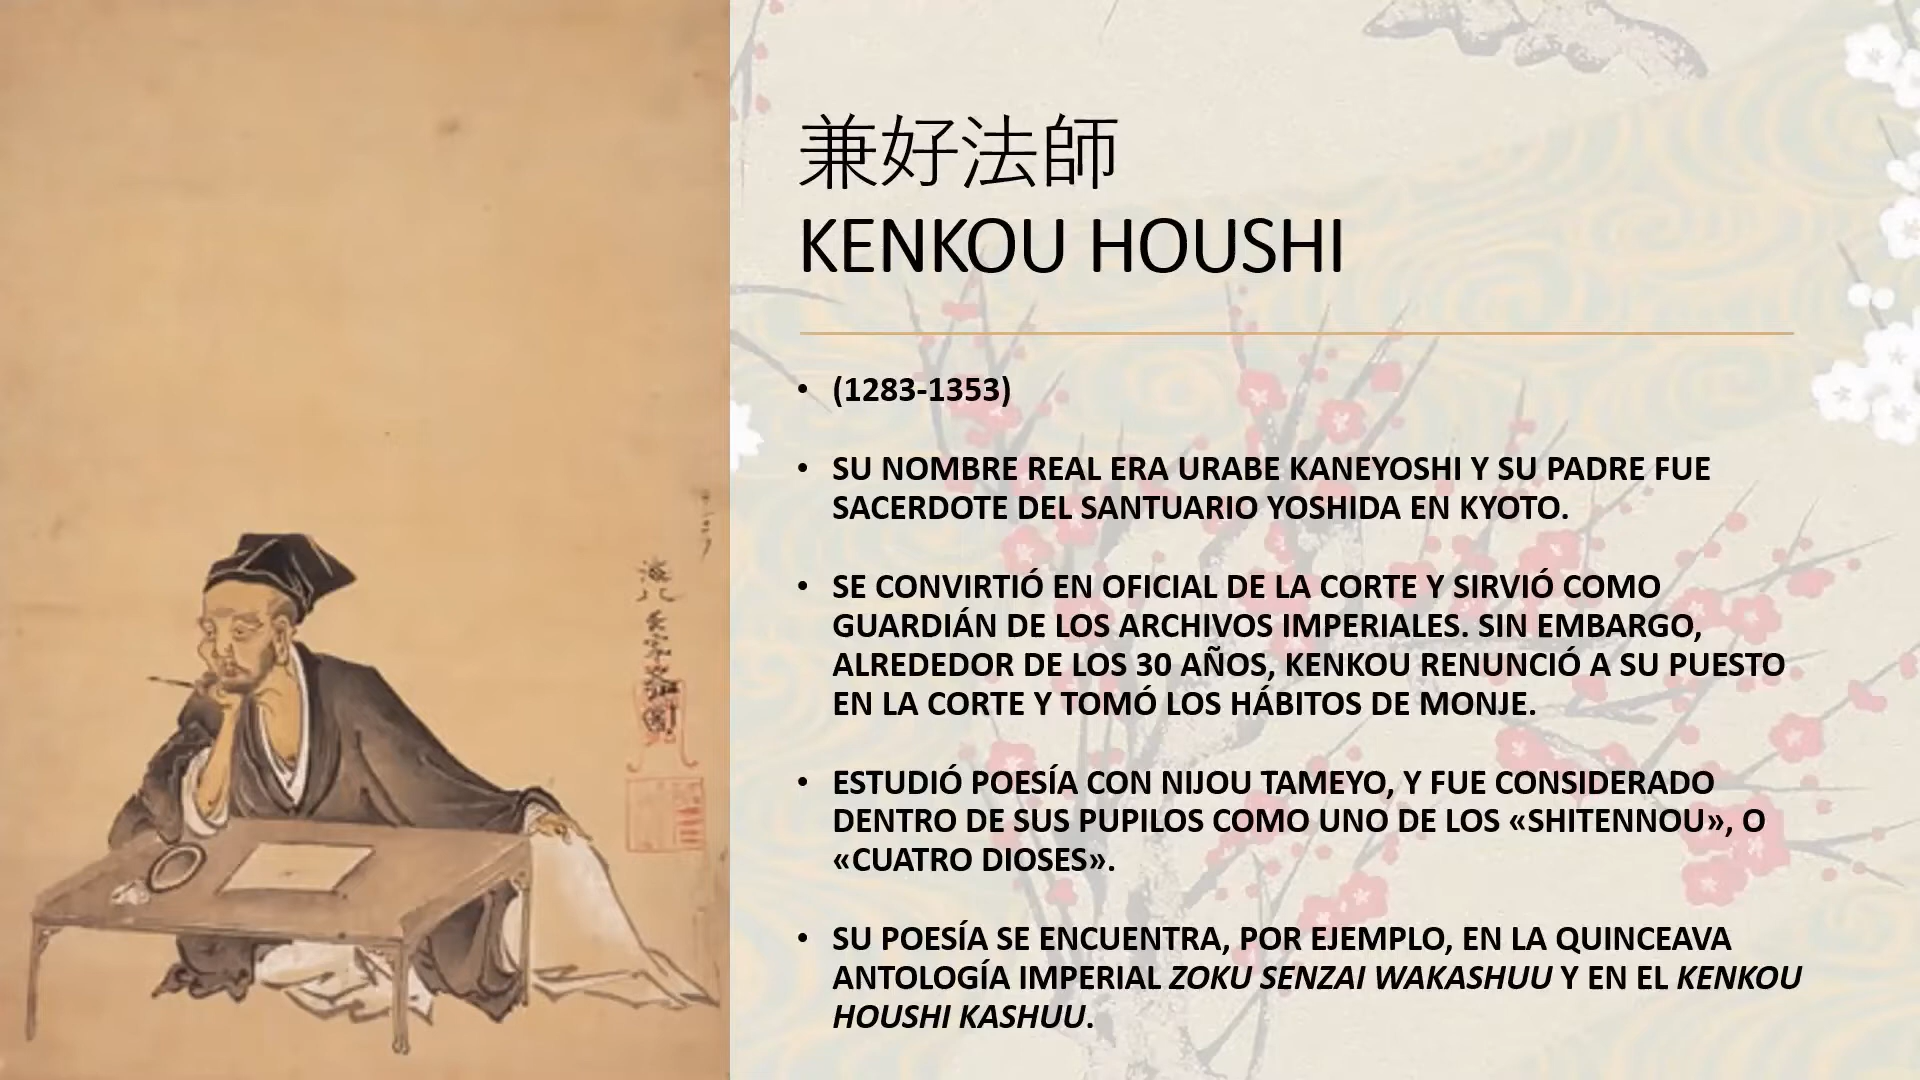 兼好法師
KENKOU HOUSHI
• (1283-1353)
• SU NOMBRE REAL ERA URABE KANEYOSHI Y SU PADRE FUE
SACERDOTE DEL SANTUARIO YOSHIDA EN KYOTO.
• SE CONVIRTIÓ EN OFICIAL DE LA CORTE Y SIRVIÓ COMO
GUARDIÁN DE LOS ARCHIVOS IMPERIALES. SIN EMBARGO,
ALREDEDOR DE LOS 30 AÑOS, KENKOU RENUNCIÓ A SU PUESTO
EN LA CORTE Y TOMÓ LOS HÁBITOS DE MONJE.
• ESTUDIÓ POESÍA CON NIJOU TAMEYO, Y FUE CONSIDERADO
DENTRO DE SUS PUPILOS COMO UNO DE LOS «SHITENNOU», O
«CUATRO DIOSES».
• SU POESÍA SE ENCUENTRA, POR EJEMPLO, EN LA QUINCEAVA
ANTOLOGÍA IMPERIAL ZOKU SENZAI WAKASHUU Y EN EL KENKOU
HOUSHI KASHUU.